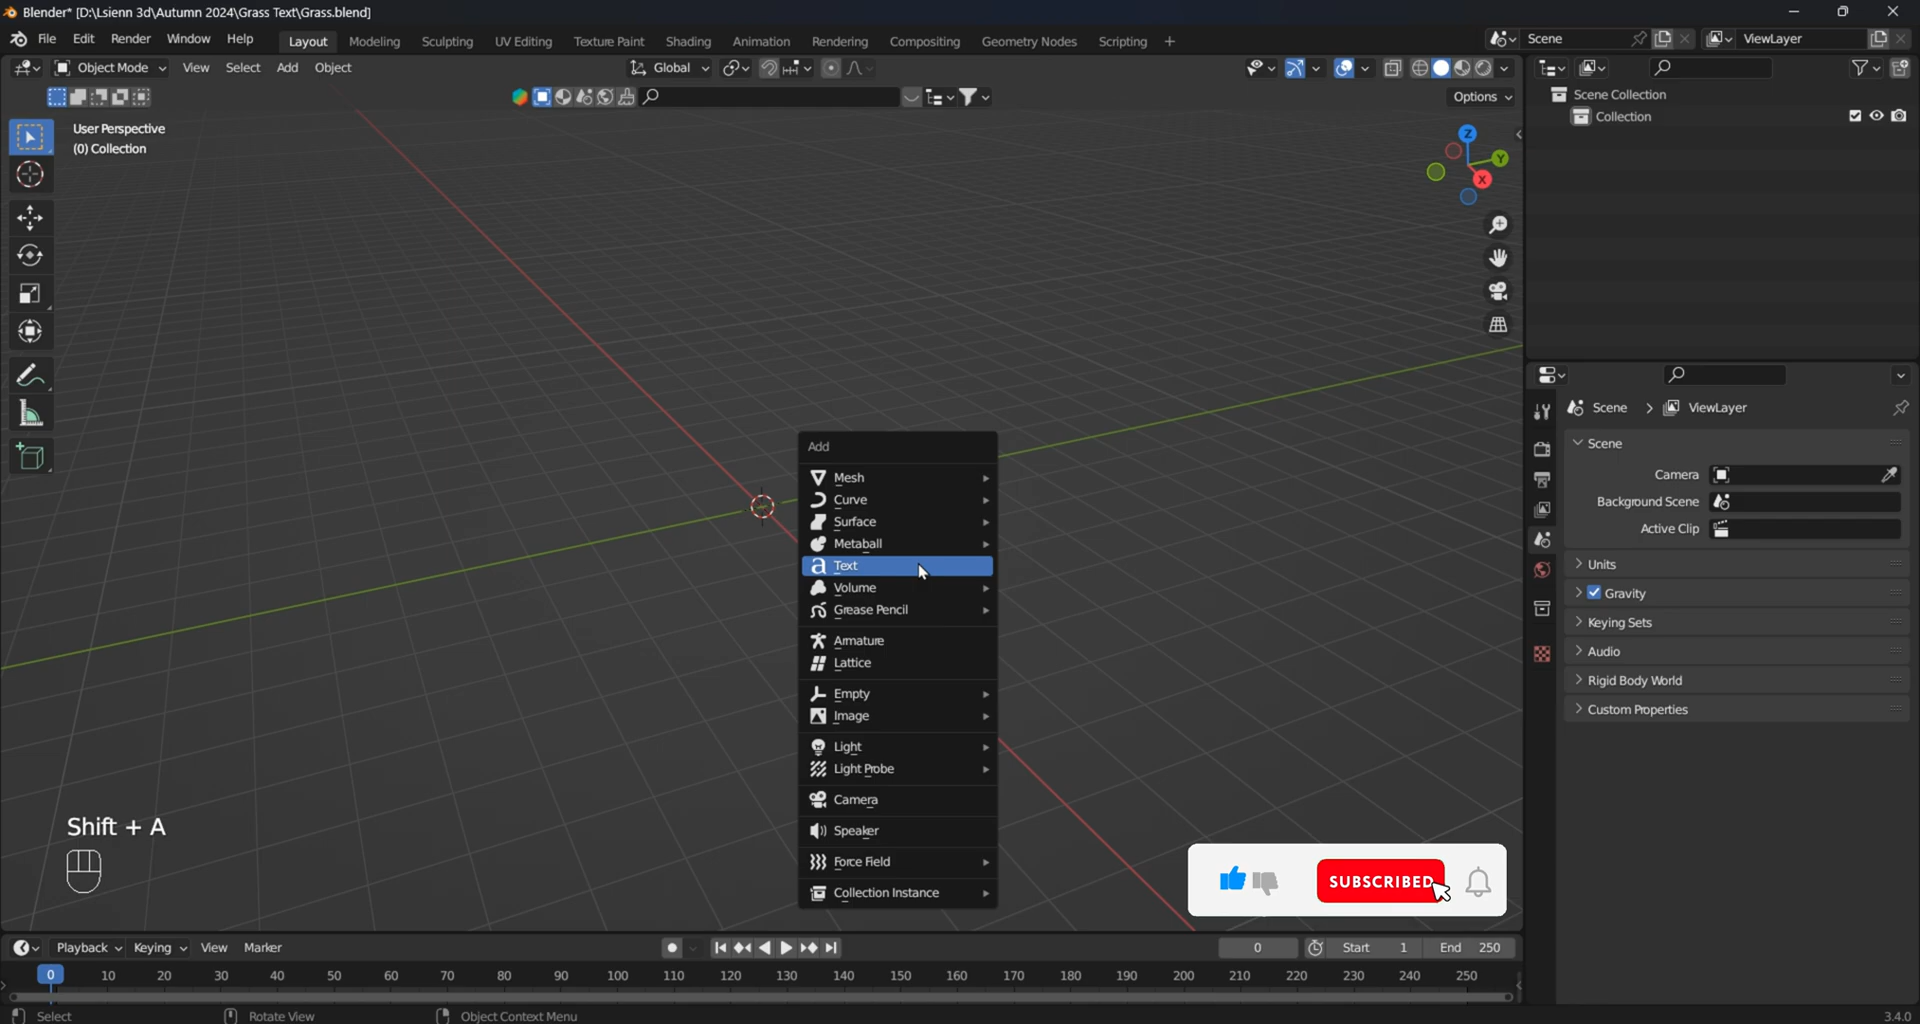 Blender* [D:\Lsienn 3d\Autumn 2024\Grass Text\Grass.blend]
File Edit Render Window Help Layout Modeling Sculpting UV Editing Texture Paint Shading Animation Rendering Compositing Geometry Nodes Scripting + Scene ViewLayer
Object Mode View Select Add Object Global
Options
User Perspective
(0) Collection
Z
Y
X
Scene Collection
Collection
Scene > ViewLayer
Scene
Camera
Background Scene
Active Clip
Units
Gravity
Keying Sets
Audio
Rigid Body World
Custom Properties
Add
Mesh
Curve
Surface
Metaball
Text
Volume
Grease Pencil
Armature
Lattice
Empty
Image
Light
Light Probe
Camera
Speaker
Force Field
Collection Instance
Shift + A
SUBSCRIBED
Playback Keying View Marker 0 Start 1 End 250
0 10 20 30 40 50 60 70 80 90 100 110 120 130 140 150 160 170 180 190 200 210 220 230 240 250
Select Rotate View Object Context Menu 3.4.0